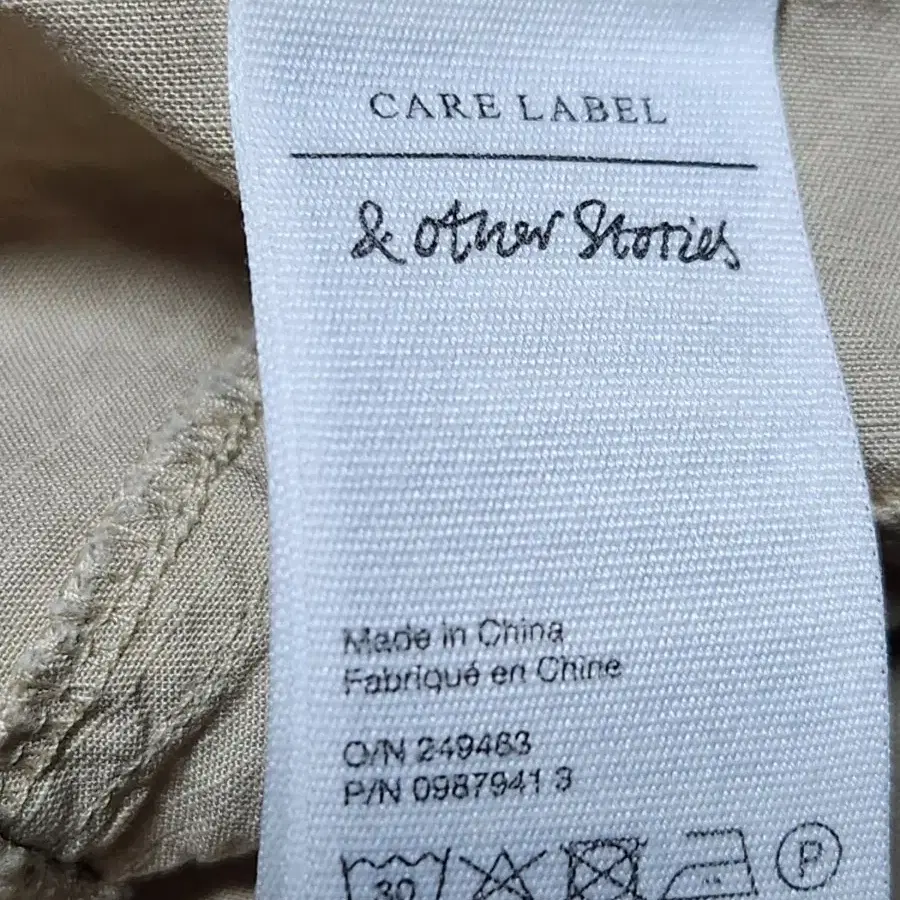 CARE LABEL
& other Stories
Made in China
Fabriqué en Chine
O/N 249463
P/N 0987941 3
30 P